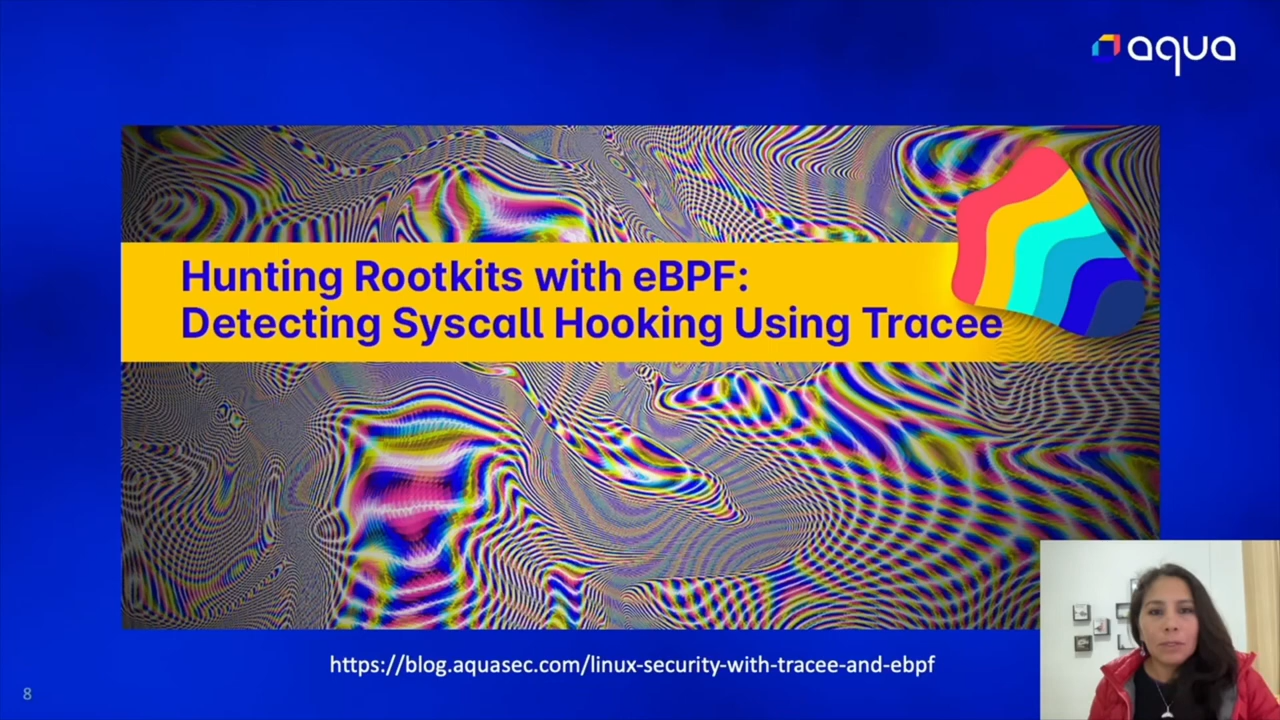 aqua
Hunting Rootkits with eBPF:
Detecting Syscall Hooking Using Tracee
https://blog.aquasec.com/linux-security-with-tracee-and-ebpf
8